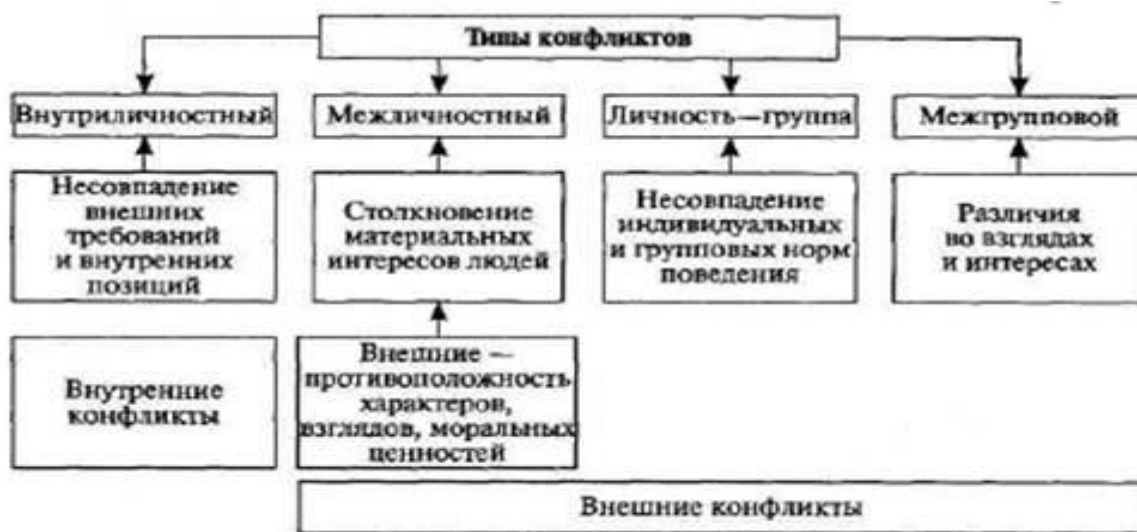 Типы конфликтов
Внутриличностный
Межличностный
Личность—группа
Межгрупповой
Несовпадение
внешних
требований
и внутренних
позиций
Столкновение
материальных
интересов людей
Несовпадение
индивидуальных
и групповых норм
поведения
Различия
во взглядах
и интересах
Внутренние
конфликты
Внешние —
противоположность
характеров,
взглядов, моральных
ценностей
Внешние конфликты